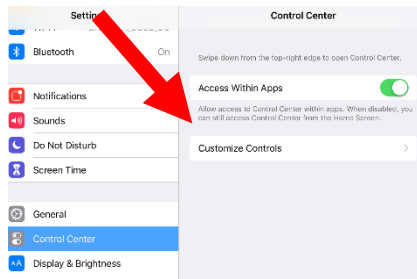 Settin
Control Center
Bluetooth
On
Swipe down from the top-right edge to open Control Center.
Notifications
Access Within Apps
Sounds
Allow access to Control Center within apps. When disabled, you
can still access Control Center from the Home Screen.
Do Not Disturb
Customize Controls
Screen Time
General
Control Center
Display & Brightness